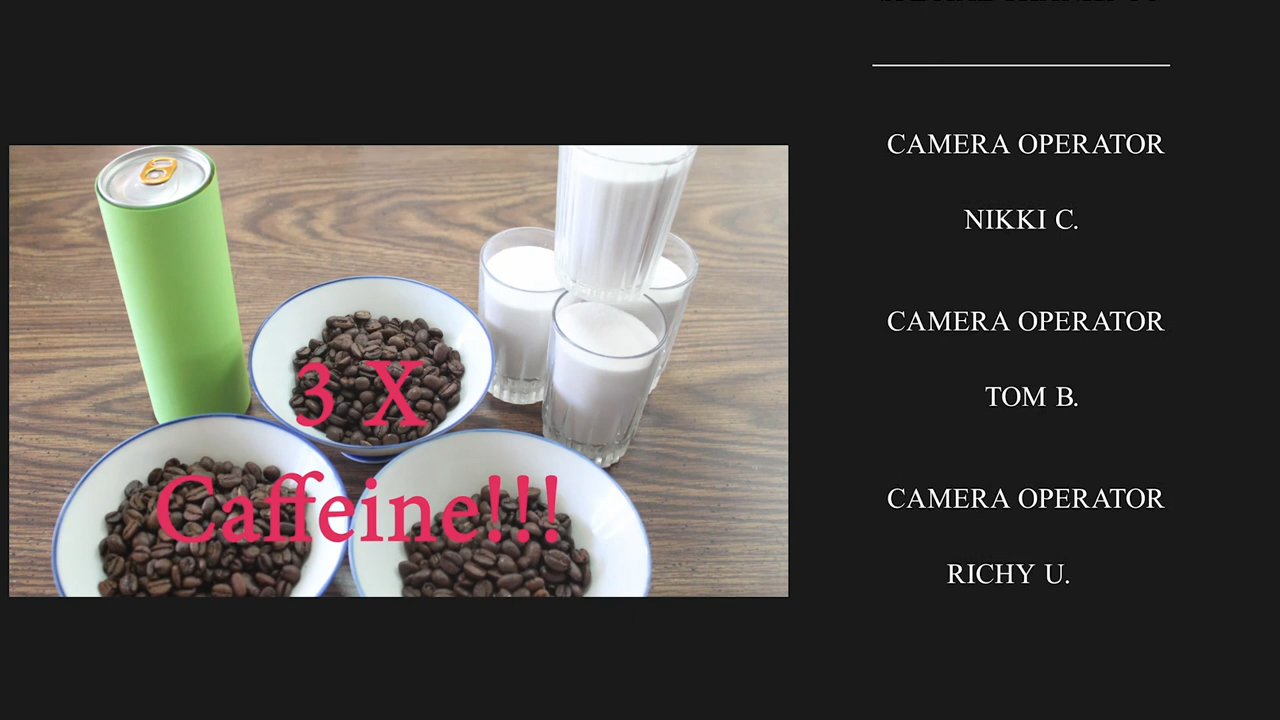 3 X
Caffeine!!!
CAMERA OPERATOR
NIKKI C.
CAMERA OPERATOR
TOM B.
CAMERA OPERATOR
RICHY U.